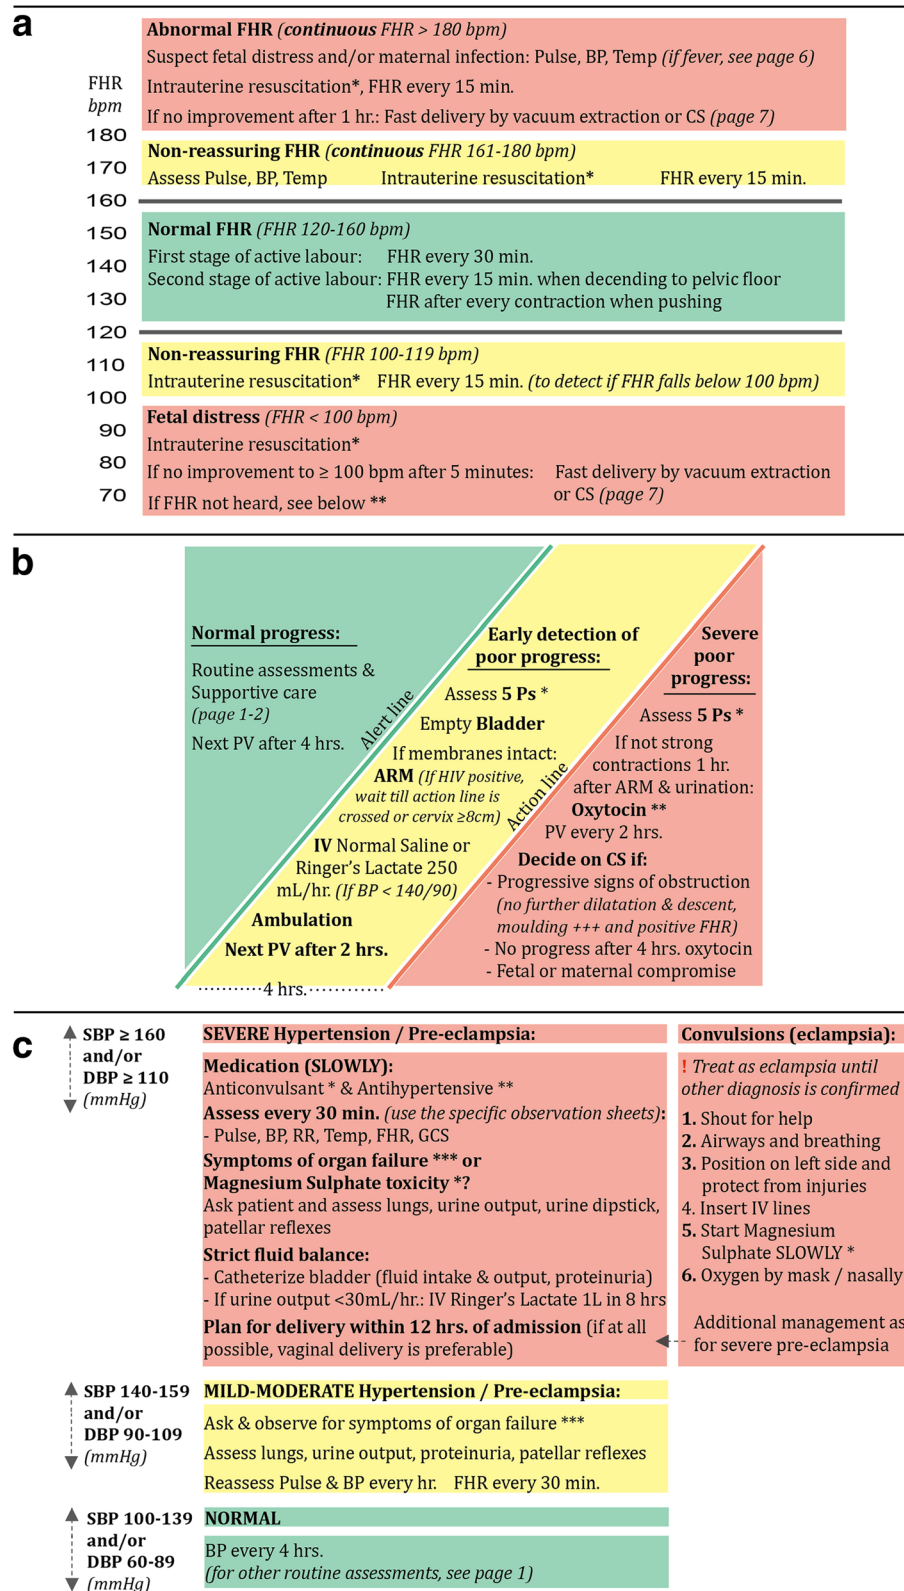 a
Abnormal FHR (continuous FHR > 180 bpm)
Suspect fetal distress and/or maternal infection: Pulse, BP, Temp (if fever, see page 6)
Intrauterine resuscitation*, FHR every 15 min.
If no improvement after 1 hr.: Fast delivery by vacuum extraction or CS (page 7)
FHR
bpm
180
170
160
150
140
130
120
110
100
90
80
70
Non-reassuring FHR (continuous FHR 161-180 bpm)
Assess Pulse, BP, Temp Intrauterine resuscitation* FHR every 15 min.
Normal FHR (FHR 120-160 bpm)
First stage of active labour: FHR every 30 min.
Second stage of active labour: FHR every 15 min. when decending to pelvic floor
FHR after every contraction when pushing
Non-reassuring FHR (FHR 100-119 bpm)
Intrauterine resuscitation* FHR every 15 min. (to detect if FHR falls below 100 bpm)
Fetal distress (FHR < 100 bpm)
Intrauterine resuscitation*
If no improvement to ≥ 100 bpm after 5 minutes: Fast delivery by vacuum extraction
or CS (page 7)
If FHR not heard, see below **
b
Normal progress:
Routine assessments &
Supportive care
(page 1-2)
Next PV after 4 hrs.
Alert line
Early detection of
poor progress:
Assess 5 Ps *
Empty Bladder
If membranes intact:
ARM (If HIV positive,
wait till action line is
crossed or cervix ≥8cm)
IV Normal Saline or
Ringer's Lactate 250
mL/hr. (If BP < 140/90)
Ambulation
Next PV after 2 hrs.
4 hrs.
Action line
Severe
poor
progress:
Assess 5 Ps *
If not strong
contractions 1 hr.
after ARM & urination:
Oxytocin **
PV every 2 hrs.
Decide on CS if:
- Progressive signs of obstruction
(no further dilatation & descent,
moulding +++ and positive FHR)
- No progress after 4 hrs. oxytocin
- Fetal or maternal compromise
c
SBP ≥ 160
and/or
DBP ≥ 110
(mmHg)
SEVERE Hypertension / Pre-eclampsia:
Medication (SLOWLY):
Anticonvulsant * & Antihypertensive **
Assess every 30 min. (use the specific observation sheets):
- Pulse, BP, RR, Temp, FHR, GCS
Symptoms of organ failure *** or
Magnesium Sulphate toxicity *?
Ask patient and assess lungs, urine output, urine dipstick,
patellar reflexes
Strict fluid balance:
- Catheterize bladder (fluid intake & output, proteinuria)
- If urine output <30mL/hr.: IV Ringer's Lactate 1L in 8 hrs
Plan for delivery within 12 hrs. of admission (if at all
possible, vaginal delivery is preferable)
Convulsions (eclampsia):
! Treat as eclampsia until
other diagnosis is confirmed
1. Shout for help
2. Airways and breathing
3. Position on left side and
protect from injuries
4. Insert IV lines
5. Start Magnesium
Sulphate SLOWLY *
6. Oxygen by mask / nasally
Additional management as
for severe pre-eclampsia
SBP 140-159
and/or
DBP 90-109
(mmHg)
MILD-MODERATE Hypertension / Pre-eclampsia:
Ask & observe for symptoms of organ failure ***
Assess lungs, urine output, proteinuria, patellar reflexes
Reassess Pulse & BP every hr. FHR every 30 min.
SBP 100-139
and/or
DBP 60-89
(mmHg)
NORMAL
BP every 4 hrs.
(for other routine assessments, see page 1)